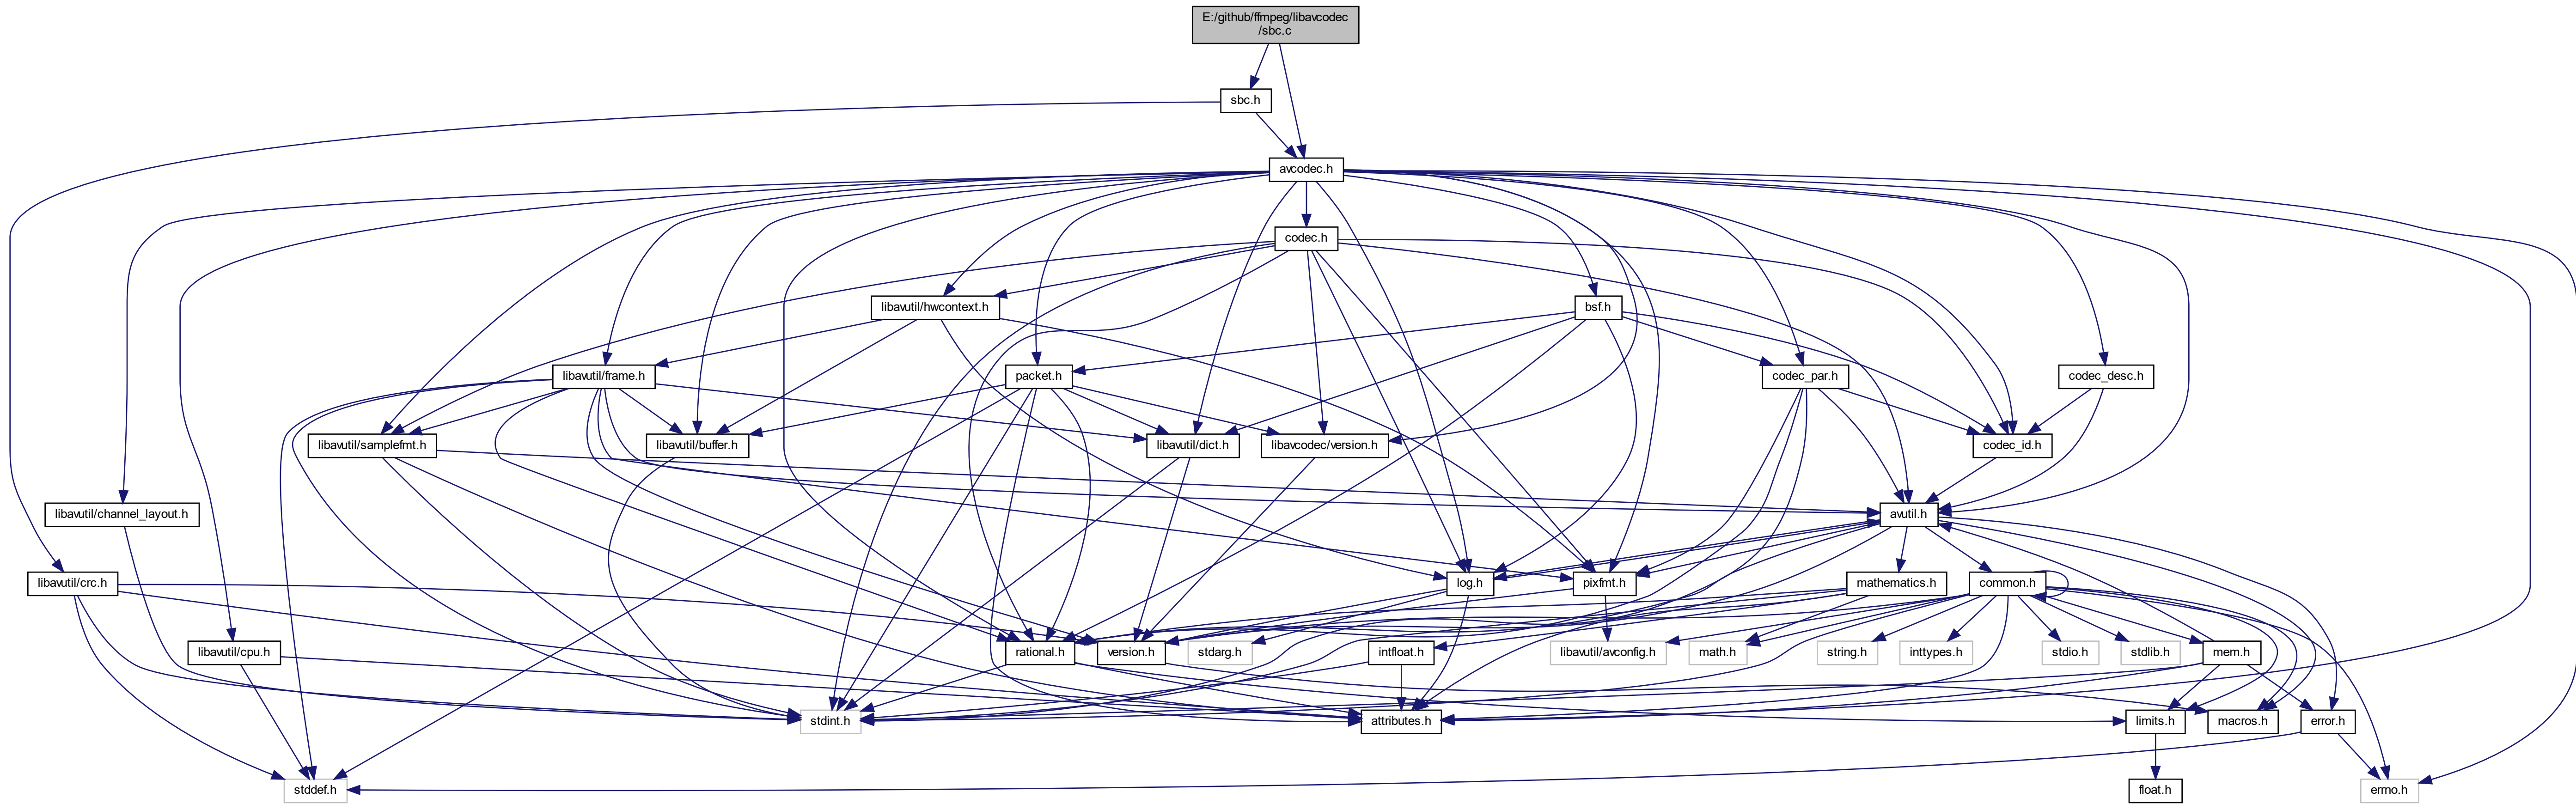 E:/github/ffmpeg/libavcodec
/sbc.c
sbc.h
avcodec.h
codec.h
libavutil/hwcontext.h
bsf.h
libavutil/frame.h
packet.h
codec_par.h
codec_desc.h
libavutil/samplefmt.h
libavutil/buffer.h
libavutil/dict.h
libavcodec/version.h
codec_id.h
libavutil/channel_layout.h
avutil.h
libavutil/crc.h
log.h
pixfmt.h
mathematics.h
common.h
libavutil/cpu.h
rational.h
version.h
stdarg.h
intfloat.h
libavutil/avconfig.h
math.h
string.h
inttypes.h
stdio.h
stdlib.h
mem.h
stdint.h
attributes.h
limits.h
macros.h
error.h
stddef.h
float.h
errno.h